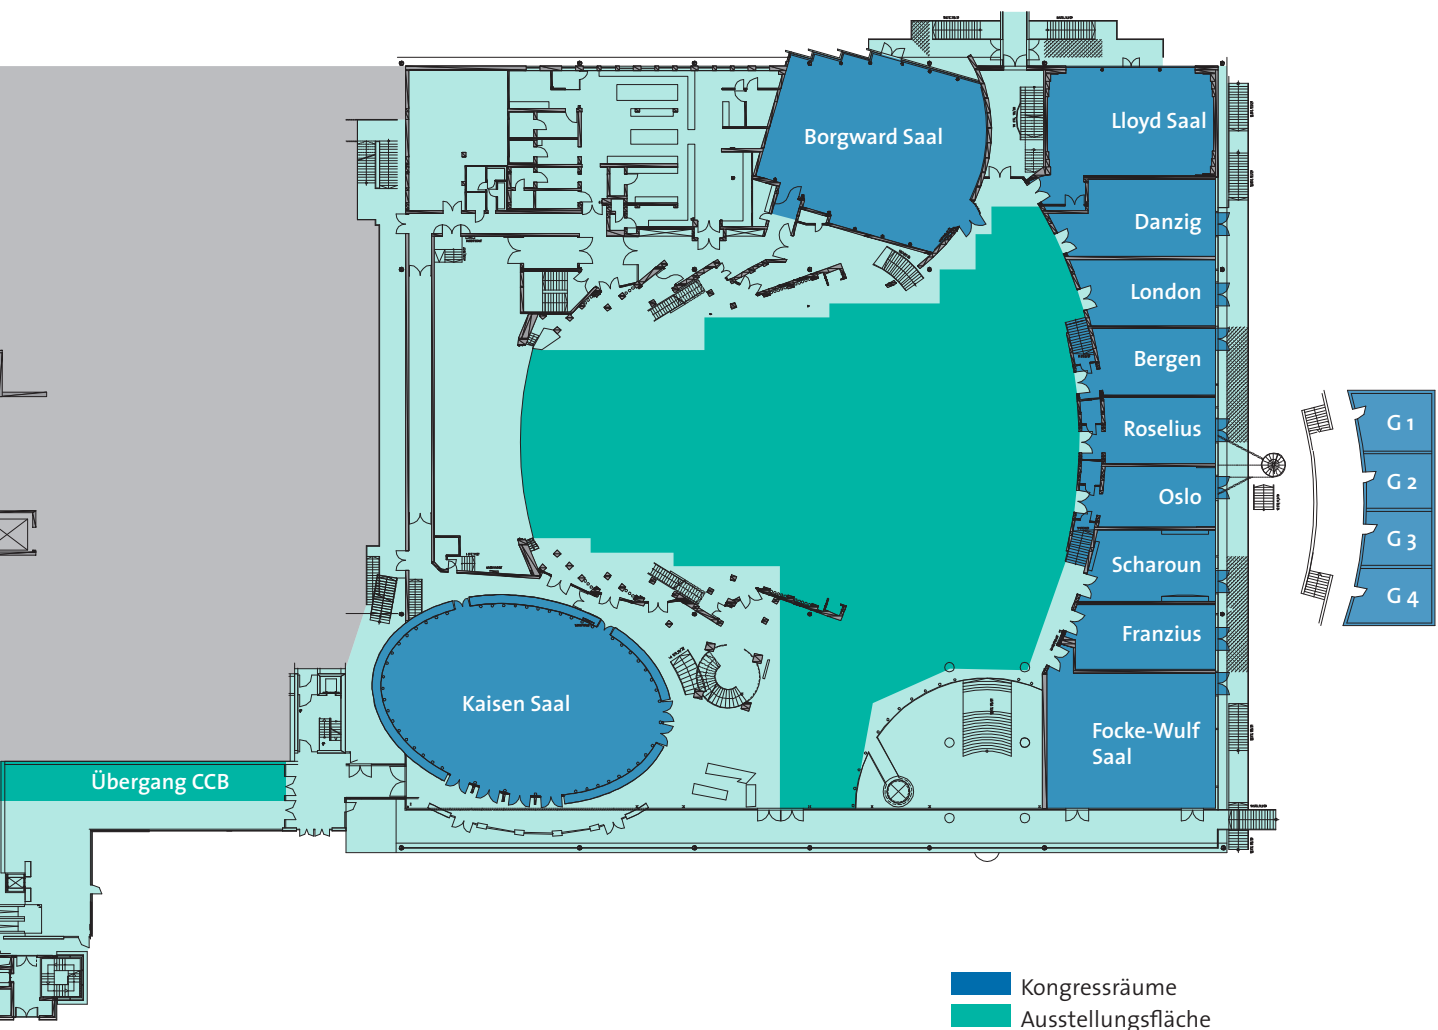 Borgward Saal
Lloyd Saal
Danzig
London
Bergen
Roselius
Oslo
Scharoun
Franzius
Focke-Wulf
Saal
G 1
G 2
G 3
G 4
Kaisen Saal
Übergang CCB
Kongressräume
Ausstellungsfläche